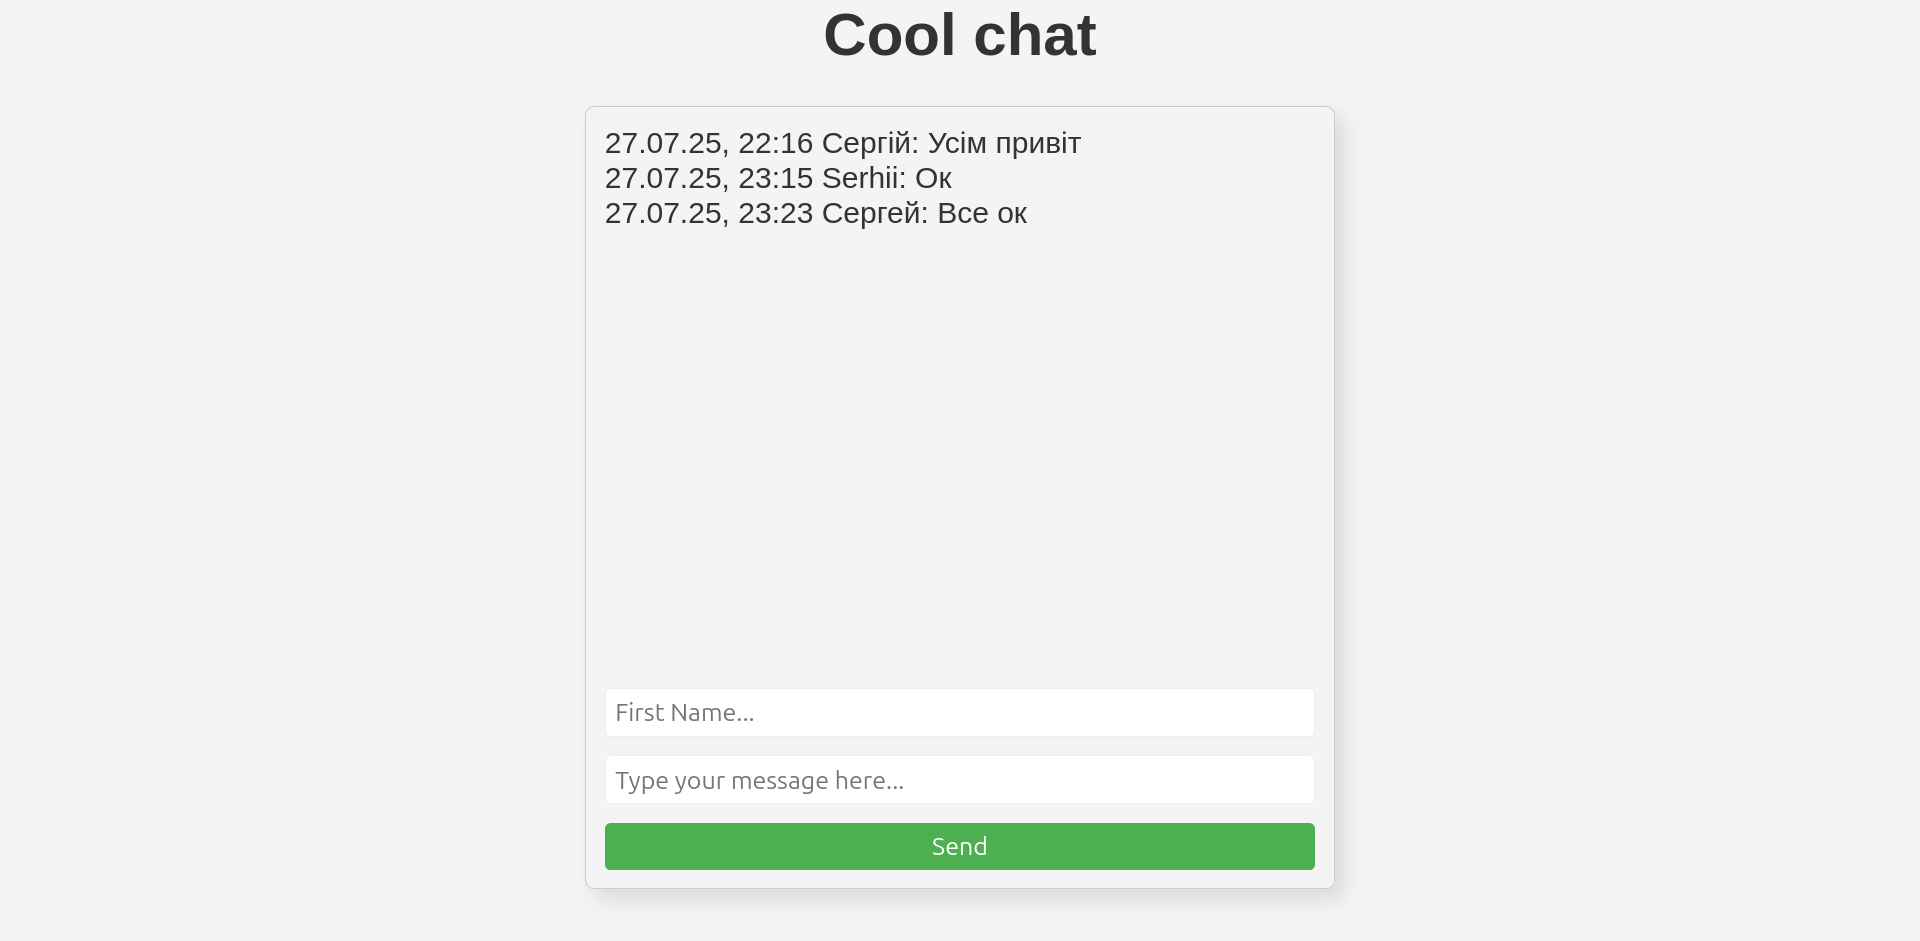 Cool chat
27.07.25, 22:16 Сергій: Усім привіт
27.07.25, 23:15 Serhii: Ок
27.07.25, 23:23 Сергей: Все ок
First Name...
Type your message here...
Send